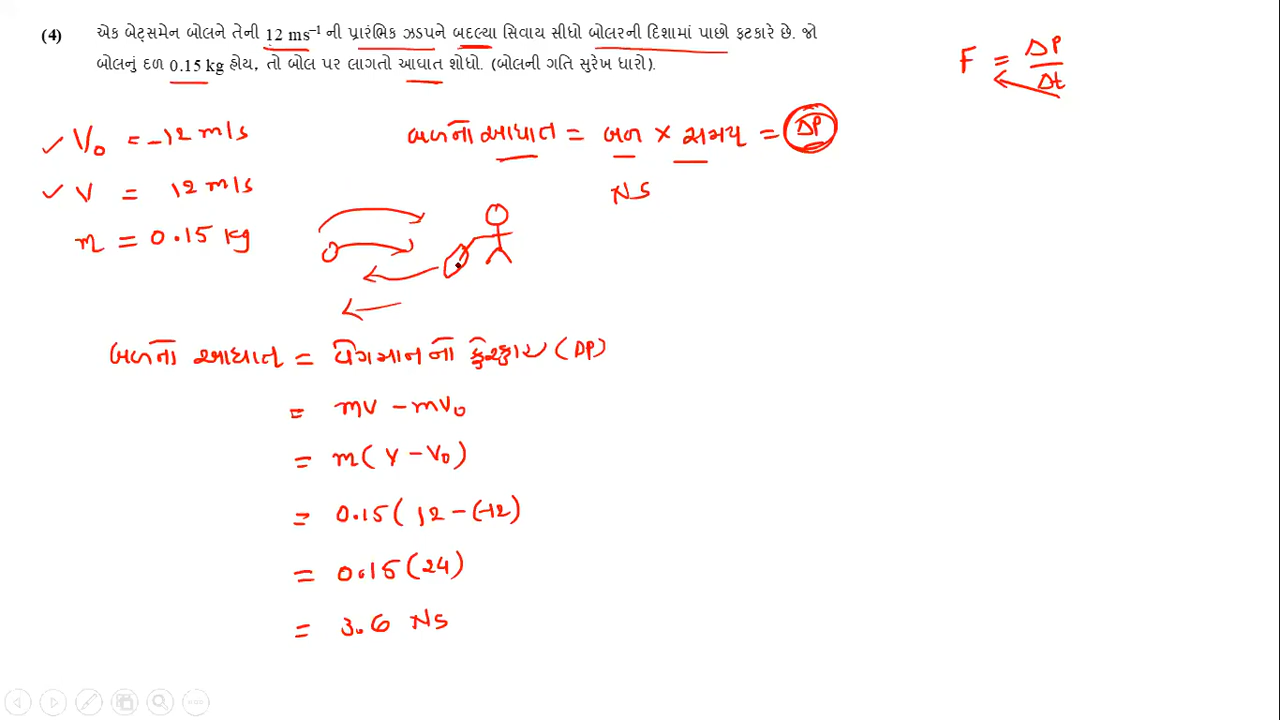 (4) એક બેટ્સમેન બોલને તેની 12 ms⁻¹ ની પ્રારંભિક ઝડપને બદલ્યા સિવાય સીધો બોલરની દિશામાં પાછો ફટકારે છે. જો
બોલનું દળ 0.15 kg હોય, તો બોલ પર લાગતો આઘાત શોધો. (બોલની ગતિ સુરેખ ધારો).
F = ΔP / Δt
✓ V₀ = -12 m/s
બળનો આઘાત = બળ × સમય = ΔP
✓ V = 12 m/s
NS
m = 0.15 kg
બળનો આઘાત = વેગમાનનો ફેરફાર (DP)
= mV - mV₀
= m(V - V₀)
= 0.15 (12 - (-12)
= 0.15 (24)
= 3.6 NS